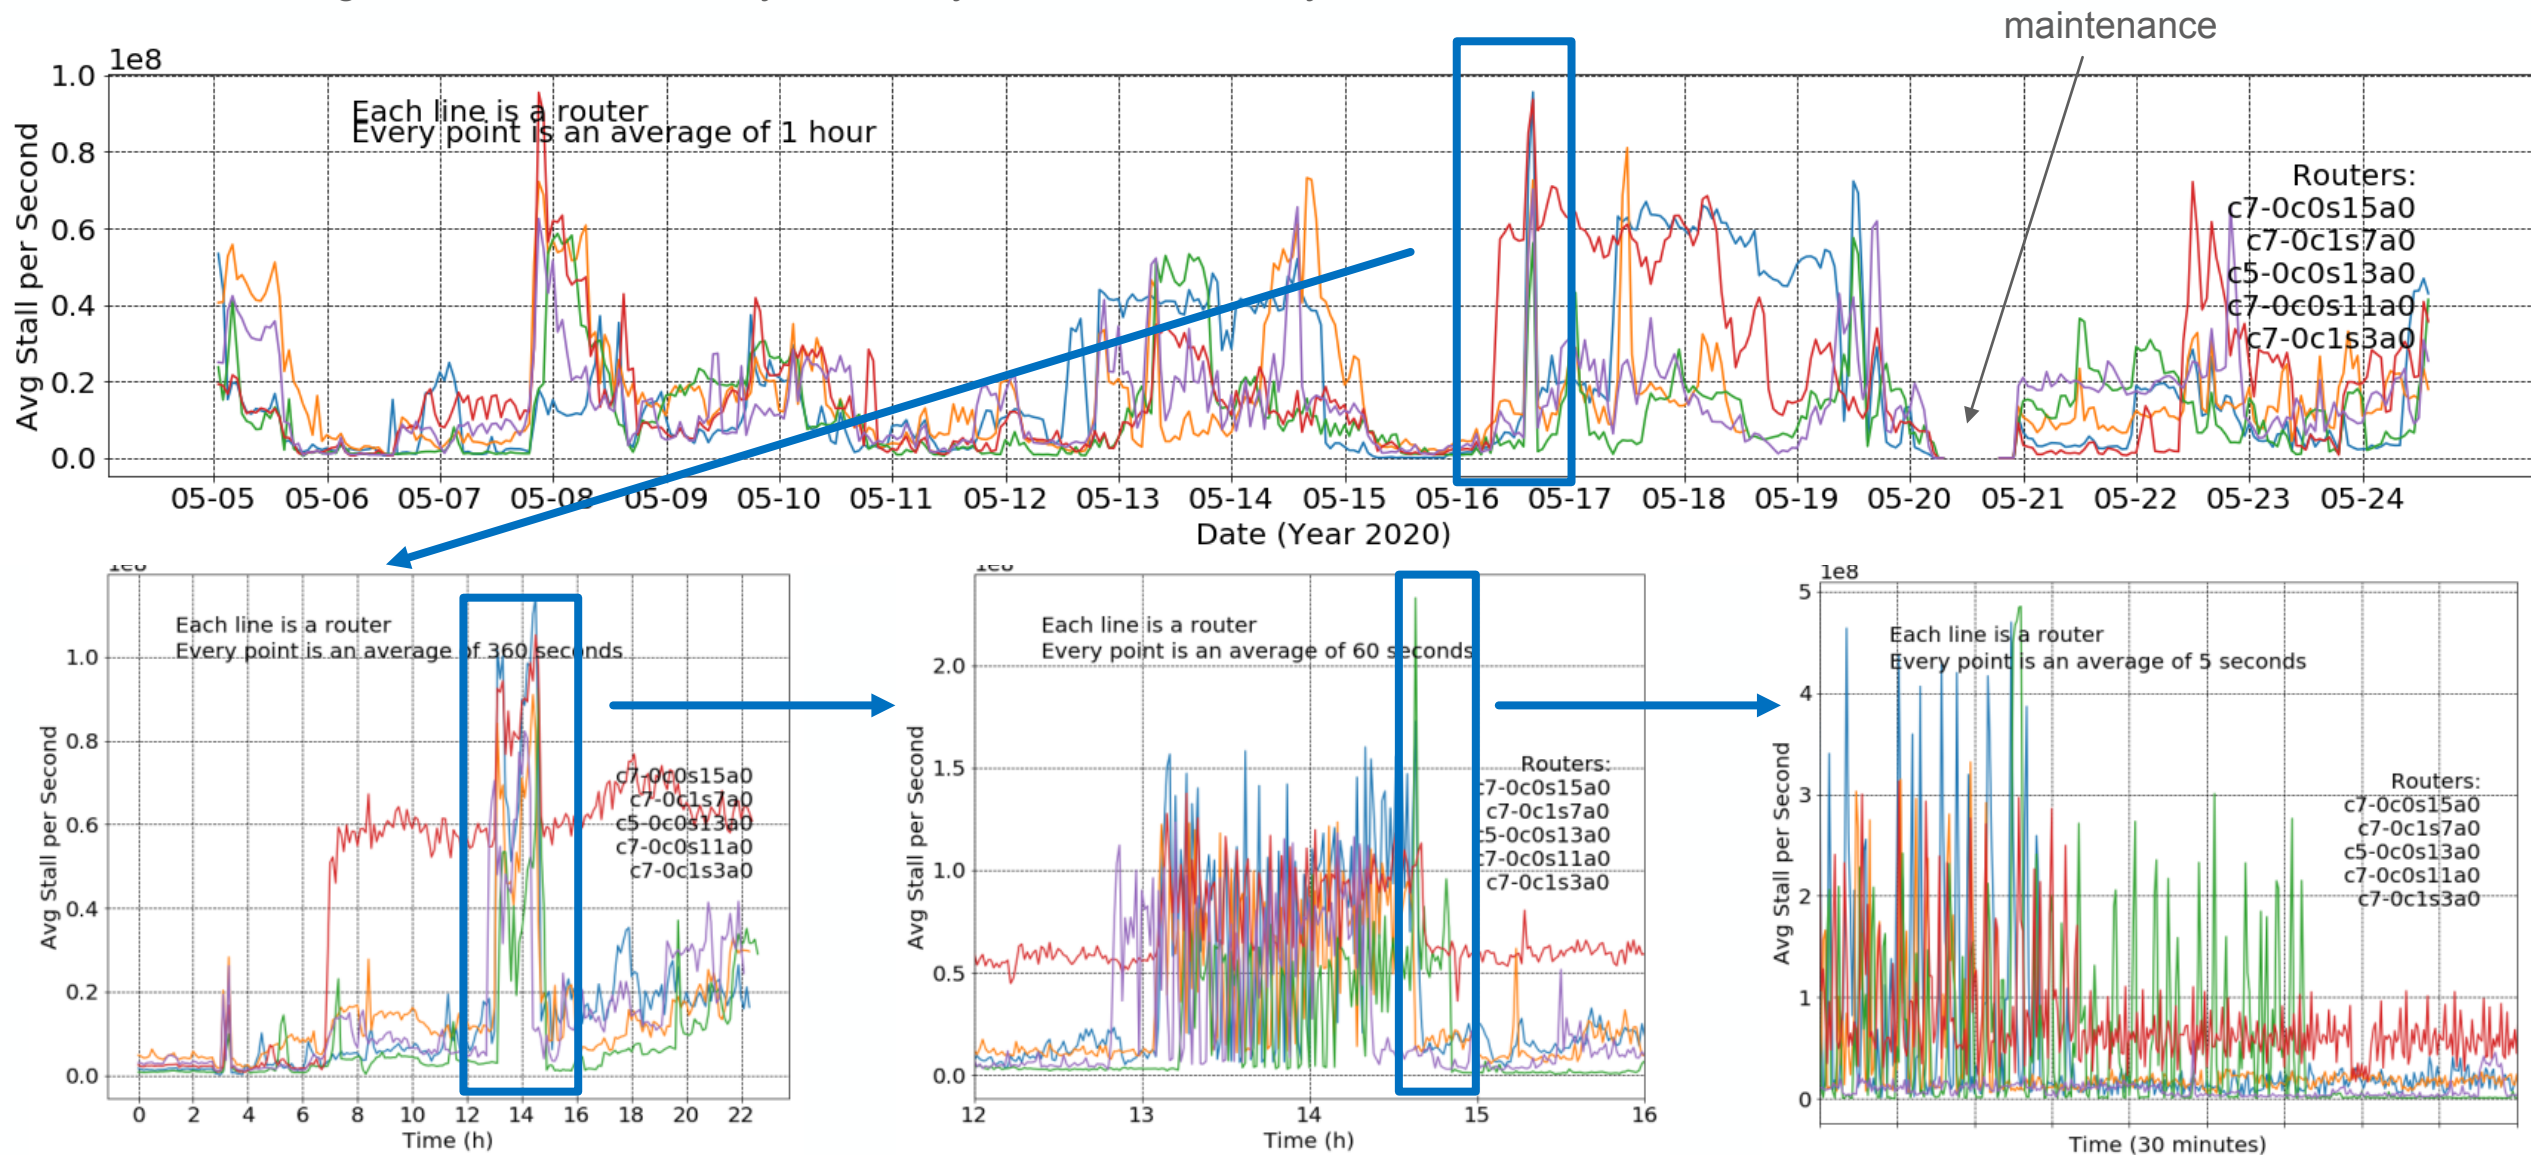 maintenance
1e8
1.0
0.8
0.6
0.4
0.2
0.0
Avg Stall per Second
Each line is a router
Every point is an average of 1 hour
Routers:
c7-0c0s15a0
c7-0c1s7a0
c5-0c0s13a0
c7-0c0s11a0
c7-0c1s3a0
05-05 05-06 05-07 05-08 05-09 05-10 05-11 05-12 05-13 05-14 05-15 05-16 05-17 05-18 05-19 05-20 05-21 05-22 05-23 05-24
Date (Year 2020)
Each line is a router
Every point is an average of 360 seconds
1.0
0.8
0.6
0.4
0.2
0.0
Avg Stall per Second
c7-0c0s15a0
c7-0c1s7a0
c5-0c0s13a0
c7-0c0s11a0
c7-0c1s3a0
0 2 4 6 8 10 12 14 16 18 20 22
Time (h)
Each line is a router
Every point is an average of 60 seconds
2.0
1.5
1.0
0.5
0.0
Avg Stall per Second
Routers:
c7-0c0s15a0
c7-0c1s7a0
c5-0c0s13a0
c7-0c0s11a0
c7-0c1s3a0
12 13 14 15 16
Time (h)
1e8
Each line is a router
Every point is an average of 5 seconds
5
4
3
2
1
0
Avg Stall per Second
Routers:
c7-0c0s15a0
c7-0c1s7a0
c5-0c0s13a0
c7-0c0s11a0
c7-0c1s3a0
Time (30 minutes)